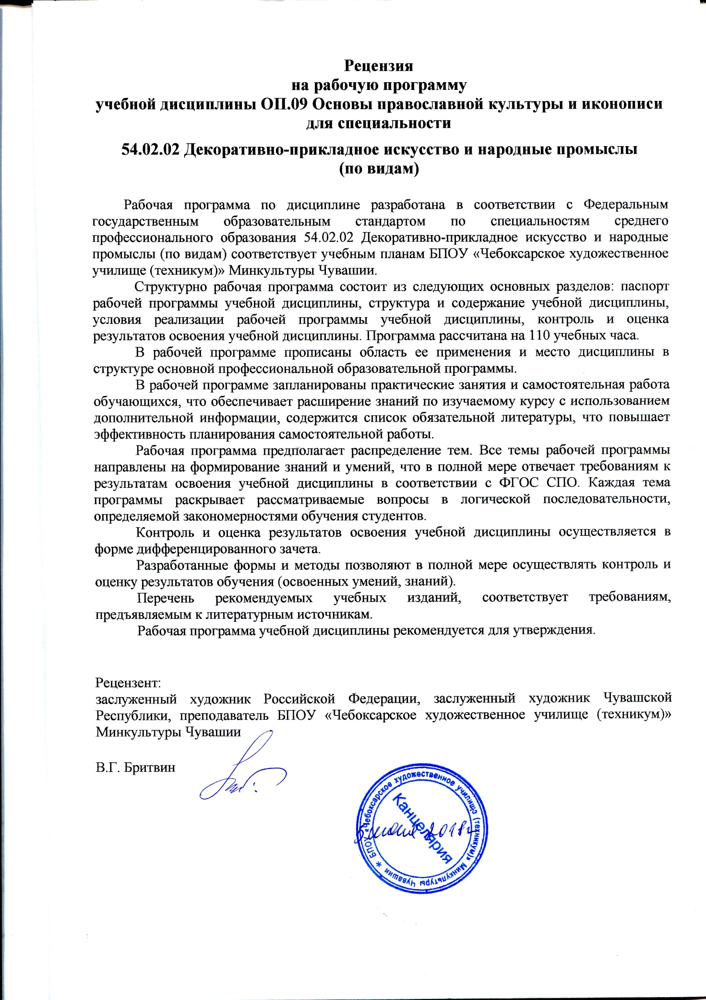 Рецензия
на рабочую программу
учебной дисциплины ОП.09 Основы православной культуры и иконописи
для специальности
54.02.02 Декоративно-прикладное искусство и народные промыслы
(по видам)
Рабочая программа по дисциплине разработана в соответствии с Федеральным
государственным образовательным стандартом по специальностям среднего
профессионального образования 54.02.02 Декоративно-прикладное искусство и народные
промыслы (по видам) соответствует учебным планам БПОУ «Чебоксарское художественное
училище (техникум)» Минкультуры Чувашии.
Структурно рабочая программа состоит из следующих основных разделов: паспорт
рабочей программы учебной дисциплины, структура и содержание учебной дисциплины,
условия реализации рабочей программы учебной дисциплины, контроль и оценка
результатов освоения учебной дисциплины. Программа рассчитана на 110 учебных часа.
В рабочей программе прописаны область ее применения и место дисциплины в
структуре основной профессиональной образовательной программы.
В рабочей программе запланированы практические занятия и самостоятельная работа
обучающихся, что обеспечивает расширение знаний по изучаемому курсу с использованием
дополнительной информации, содержится список обязательной литературы, что повышает
эффективность планирования самостоятельной работы.
Рабочая программа предполагает распределение тем. Все темы рабочей программы
направлены на формирование знаний и умений, что в полной мере отвечает требованиям к
результатам освоения учебной дисциплины в соответствии с ФГОС СПО. Каждая тема
программы раскрывает рассматриваемые вопросы в логической последовательности,
определяемой закономерностями обучения студентов.
Контроль и оценка результатов освоения учебной дисциплины осуществляется в
форме дифференцированного зачета.
Разработанные формы и методы позволяют в полной мере осуществлять контроль и
оценку результатов обучения (освоенных умений, знаний).
Перечень рекомендуемых учебных изданий, соответствует требованиям,
предъявляемым к литературным источникам.
Рабочая программа учебной дисциплины рекомендуется для утверждения.
Рецензент:
заслуженный художник Российской Федерации, заслуженный художник Чувашской
Республики, преподаватель БПОУ «Чебоксарское художественное училище (техникум)»
Минкультуры Чувашии
В.Г. Бритвин
БПОУ «Чебоксарское художественное училище (техникум)» Минкультуры Чувашии *
Канцелярия
2018г